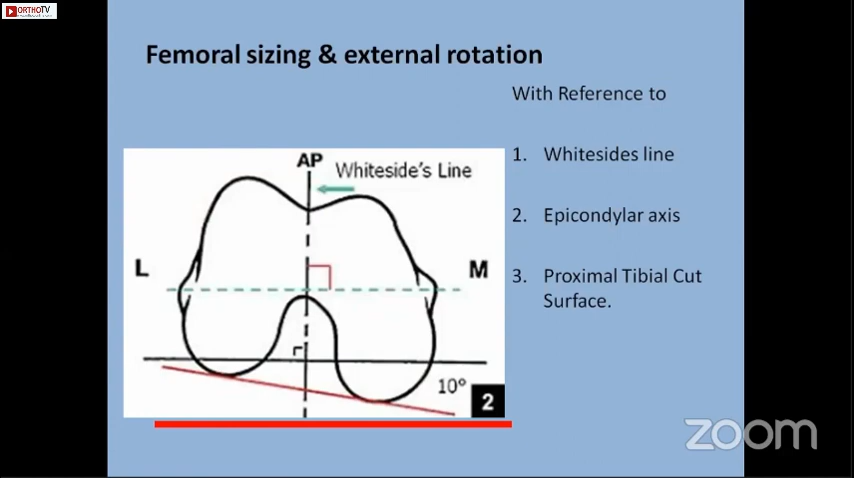 ORTHOTV
Femoral sizing & external rotation
With Reference to
1. Whitesides line
2. Epicondylar axis
3. Proximal Tibial Cut
Surface.
AP
Whiteside's Line
L
M
10°
2
zoom